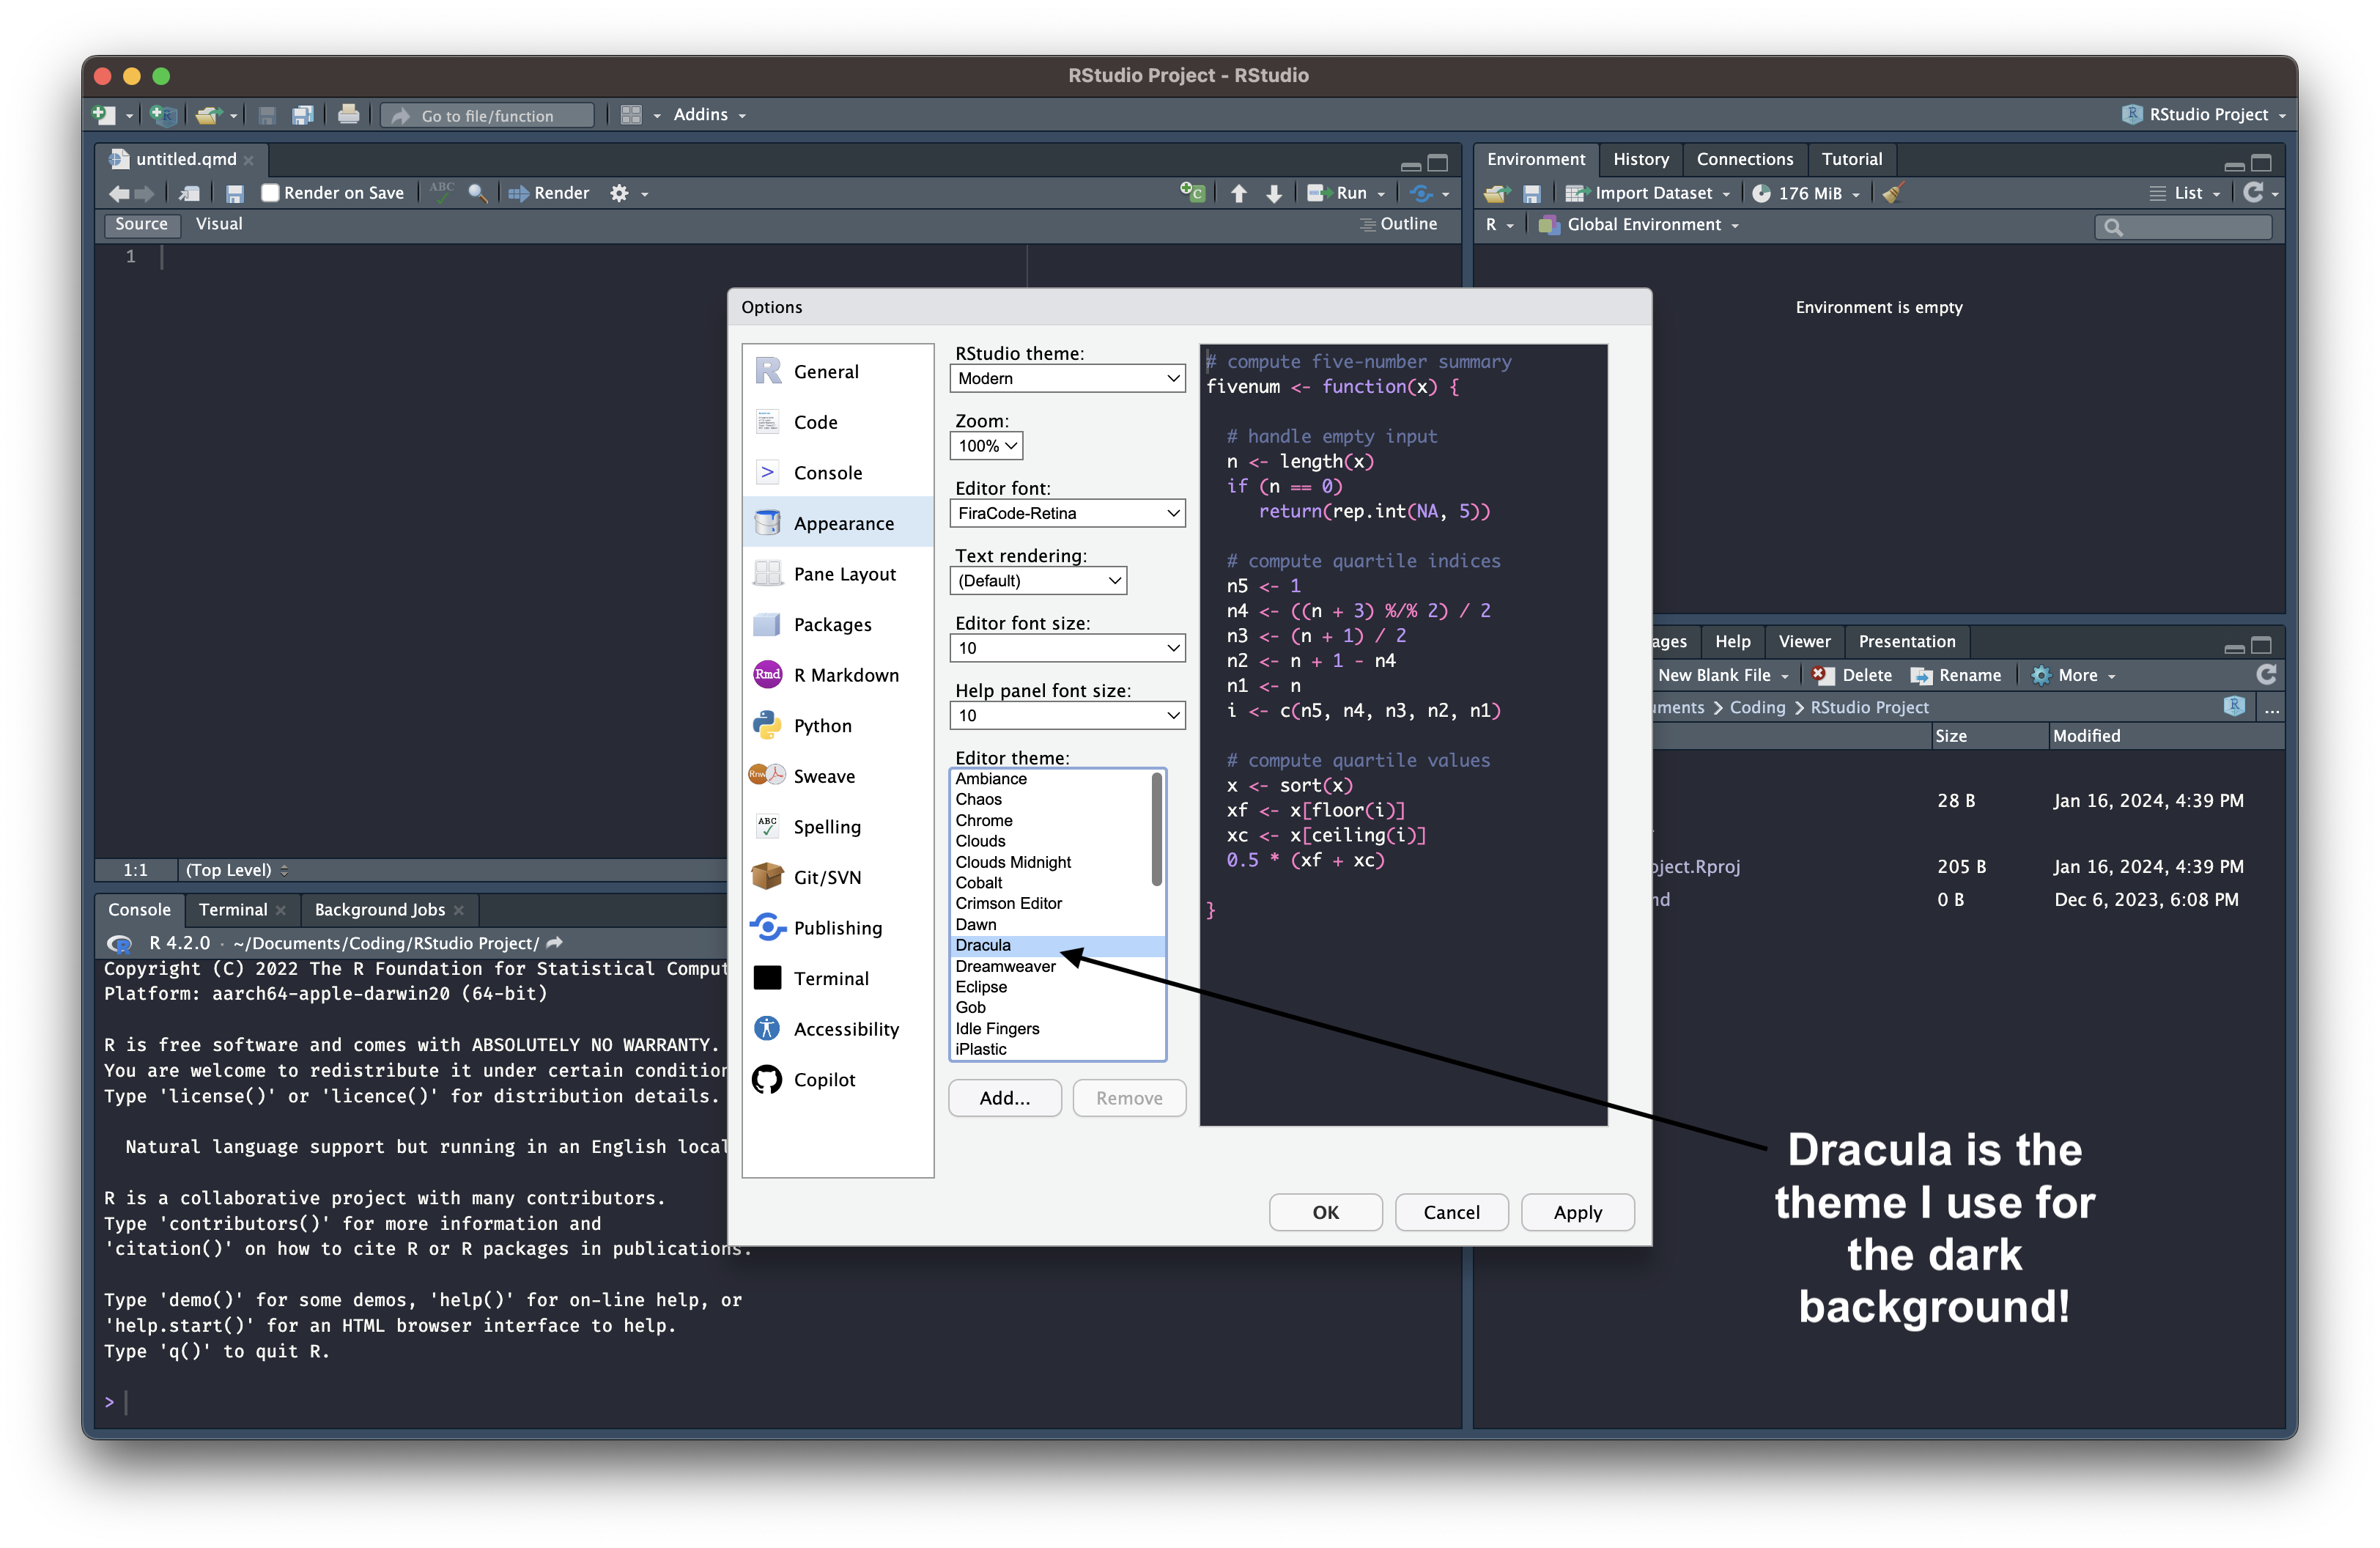 RStudio Project - RStudio
Go to file/function
Addins
RStudio Project
untitled.qmd
Render on Save
ABC
Render
Run
Source
Visual
Outline
1
1:1
(Top Level)
Environment
History
Connections
Tutorial
Import Dataset
176 MiB
List
R
Global Environment
Environment is empty
Options
General
Code
Console
Appearance
Pane Layout
Packages
Rmd
R Markdown
Python
Rnw
Sweave
ABC
Spelling
Git/SVN
Publishing
Terminal
Accessibility
Copilot
RStudio theme:
Modern
Zoom:
100%
Editor font:
FiraCode-Retina
Text rendering:
(Default)
Editor font size:
10
Help panel font size:
10
Editor theme:
Ambiance
Chaos
Chrome
Clouds
Clouds Midnight
Cobalt
Crimson Editor
Dawn
Dracula
Dreamweaver
Eclipse
Gob
Idle Fingers
iPlastic
Add...
Remove
# compute five-number summary
fivenum <- function(x) {
# handle empty input
n <- length(x)
if (n == 0)
return(rep.int(NA, 5))
# compute quartile indices
n5 <- 1
n4 <- ((n + 3) %/% 2) / 2
n3 <- (n + 1) / 2
n2 <- n + 1 - n4
n1 <- n
i <- c(n5, n4, n3, n2, n1)
# compute quartile values
x <- sort(x)
xf <- x[floor(i)]
xc <- x[ceiling(i)]
0.5 * (xf + xc)
}
OK
Cancel
Apply
ages
Help
Viewer
Presentation
New Blank File
Delete
Rename
More
uments > Coding > RStudio Project
...
Size
Modified
28 B
Jan 16, 2024, 4:39 PM
oject.Rproj
205 B
Jan 16, 2024, 4:39 PM
md
0 B
Dec 6, 2023, 6:08 PM
Console
Terminal
Background Jobs
R 4.2.0 · ~/Documents/Coding/RStudio Project/
Copyright (C) 2022 The R Foundation for Statistical Comput
Platform: aarch64-apple-darwin20 (64-bit)
R is free software and comes with ABSOLUTELY NO WARRANTY.
You are welcome to redistribute it under certain condition
Type 'license()' or 'licence()' for distribution details.
Natural language support but running in an English local
R is a collaborative project with many contributors.
Type 'contributors()' for more information and
'citation()' on how to cite R or R packages in publications.
Type 'demo()' for some demos, 'help()' for on-line help, or
'help.start()' for an HTML browser interface to help.
Type 'q()' to quit R.
>
Dracula is the
theme I use for
the dark
background!